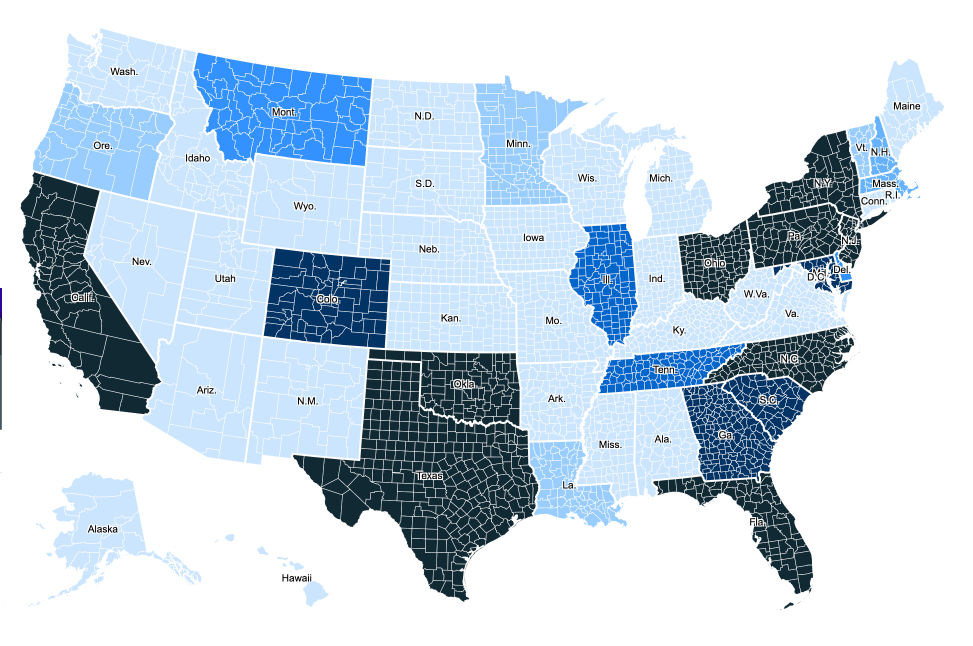 Wash.
Mont.
N.D.
Minn.
Maine
Ore.
Idaho
S.D.
Wis.
Mich.
Vt.
N.H.
N.Y.
Mass.
R.I.
Conn.
Wyo.
Iowa
Neb.
Pa.
N.J.
Nev.
Utah
Colo.
Ill.
Ind.
Ohio
Md.
D.C.
Del.
Calif.
Kan.
Mo.
W.Va.
Va.
Ky.
Ariz.
N.M.
Okla.
Ark.
Tenn.
N.C.
S.C.
Texas
La.
Miss.
Ala.
Ga.
Fla.
Alaska
Hawaii